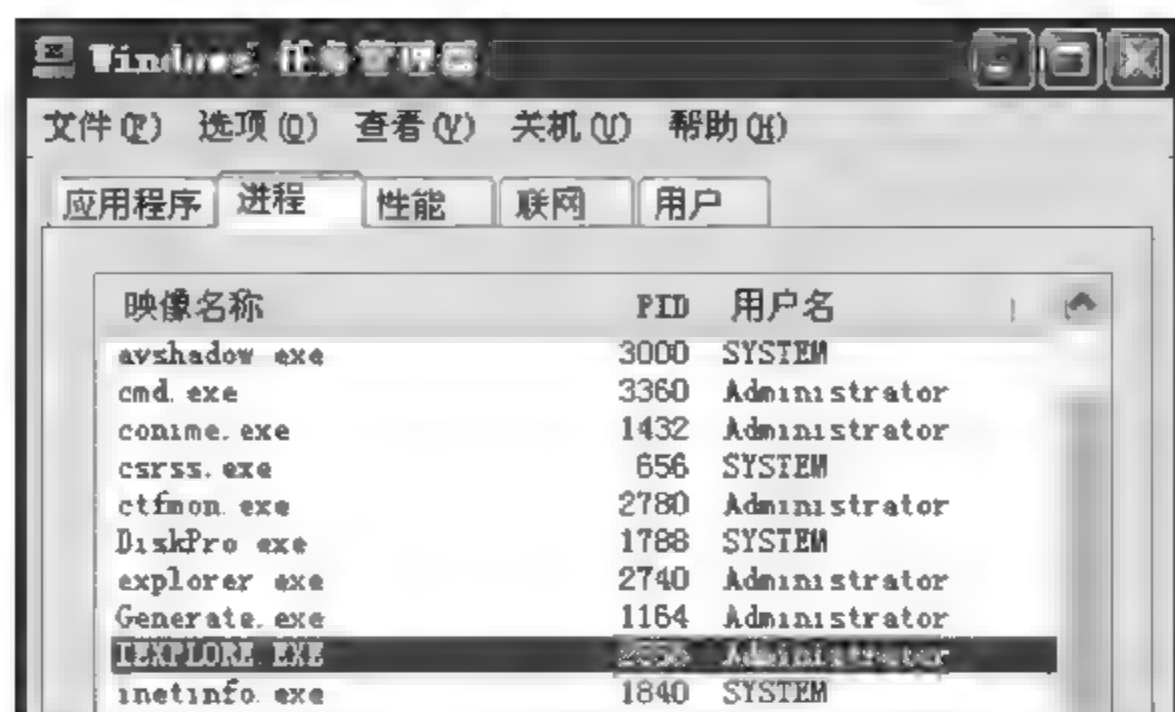 Windows 任务管理器
文件(F) 选项(O) 查看(V) 关机(U) 帮助(H)
应用程序 进程 性能 联网 用户
映像名称 PID 用户名
avshadow.exe 3000 SYSTEM
cmd.exe 3360 Administrator
conime.exe 1432 Administrator
csrss.exe 656 SYSTEM
ctfmon.exe 2780 Administrator
DiskPro.exe 1788 SYSTEM
explorer.exe 2740 Administrator
Generate.exe 1164 Administrator
IEXPLORE.EXE Administrator
inetinfo.exe 1840 SYSTEM